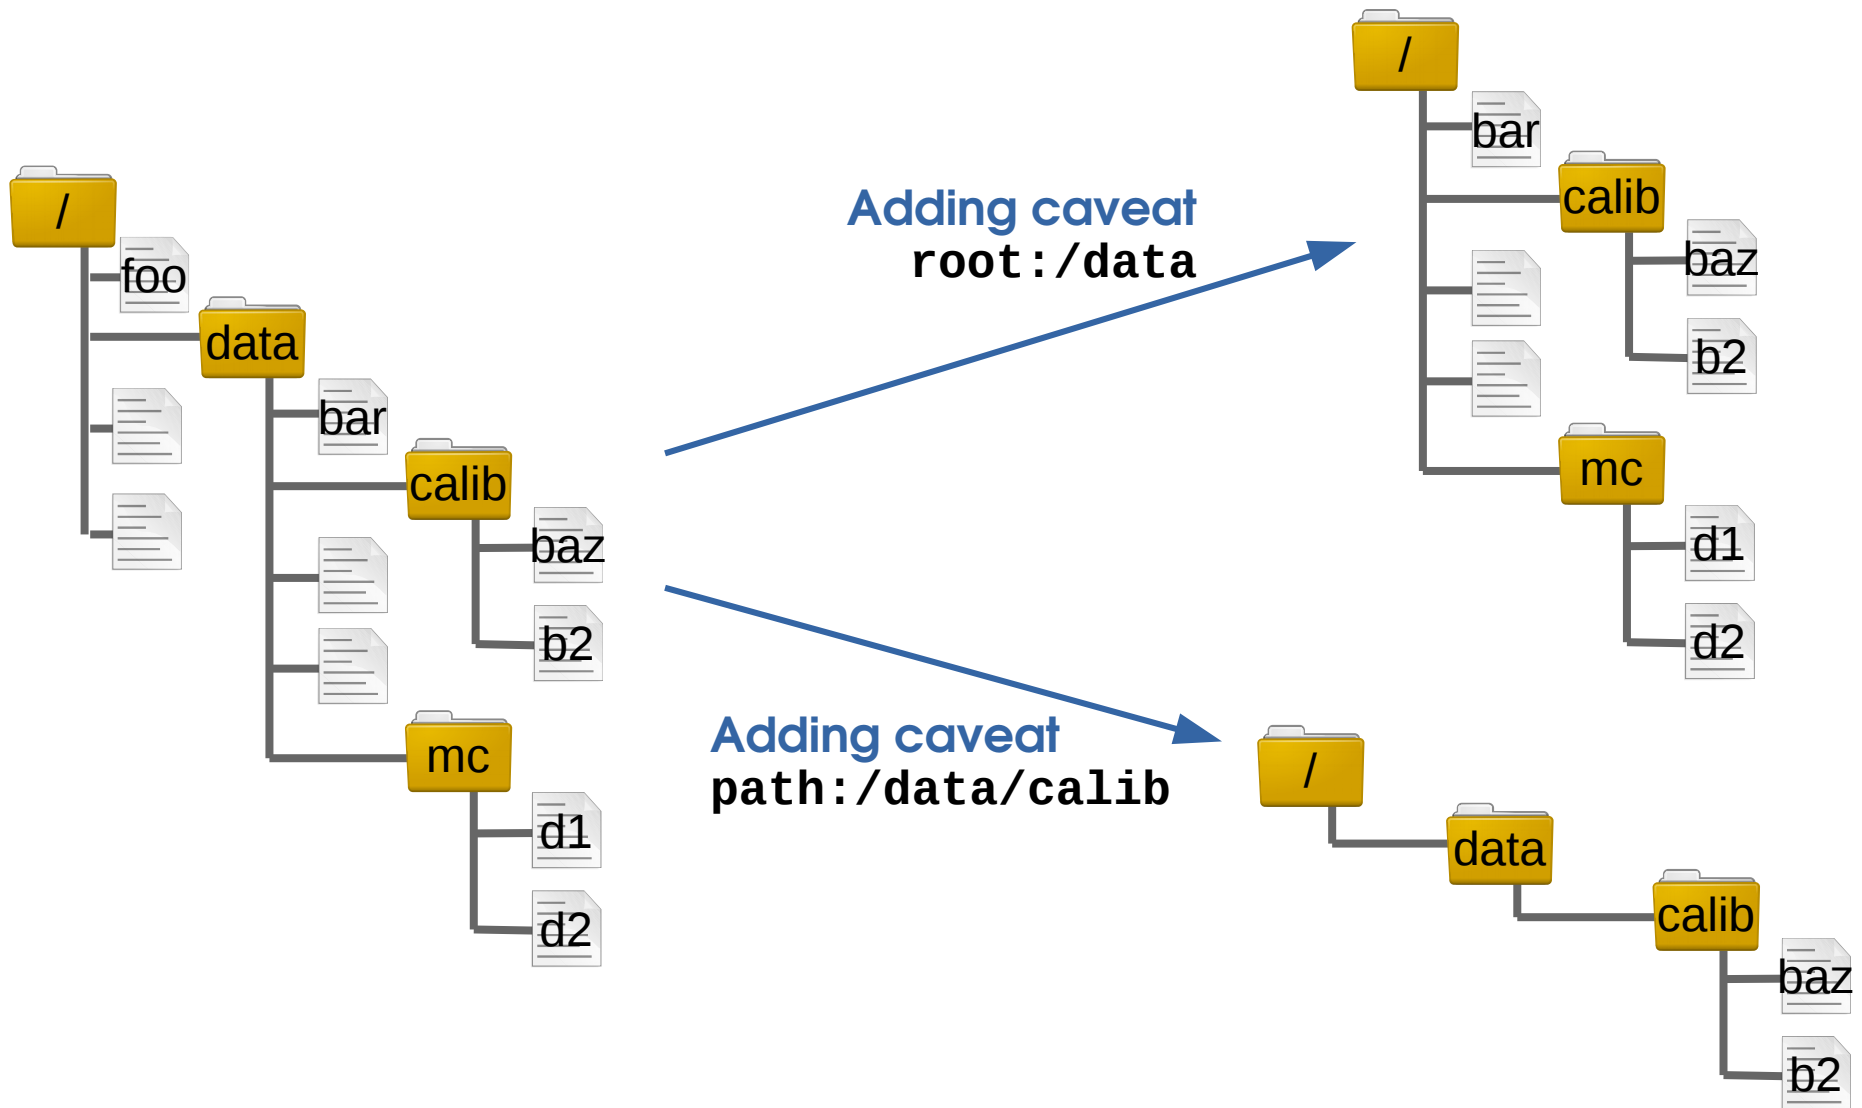 /
foo
data
bar
calib
baz
b2
mc
d1
d2
Adding caveat
root:/data
Adding caveat
path:/data/calib
/
bar
calib
baz
b2
mc
d1
d2
/
data
calib
baz
b2